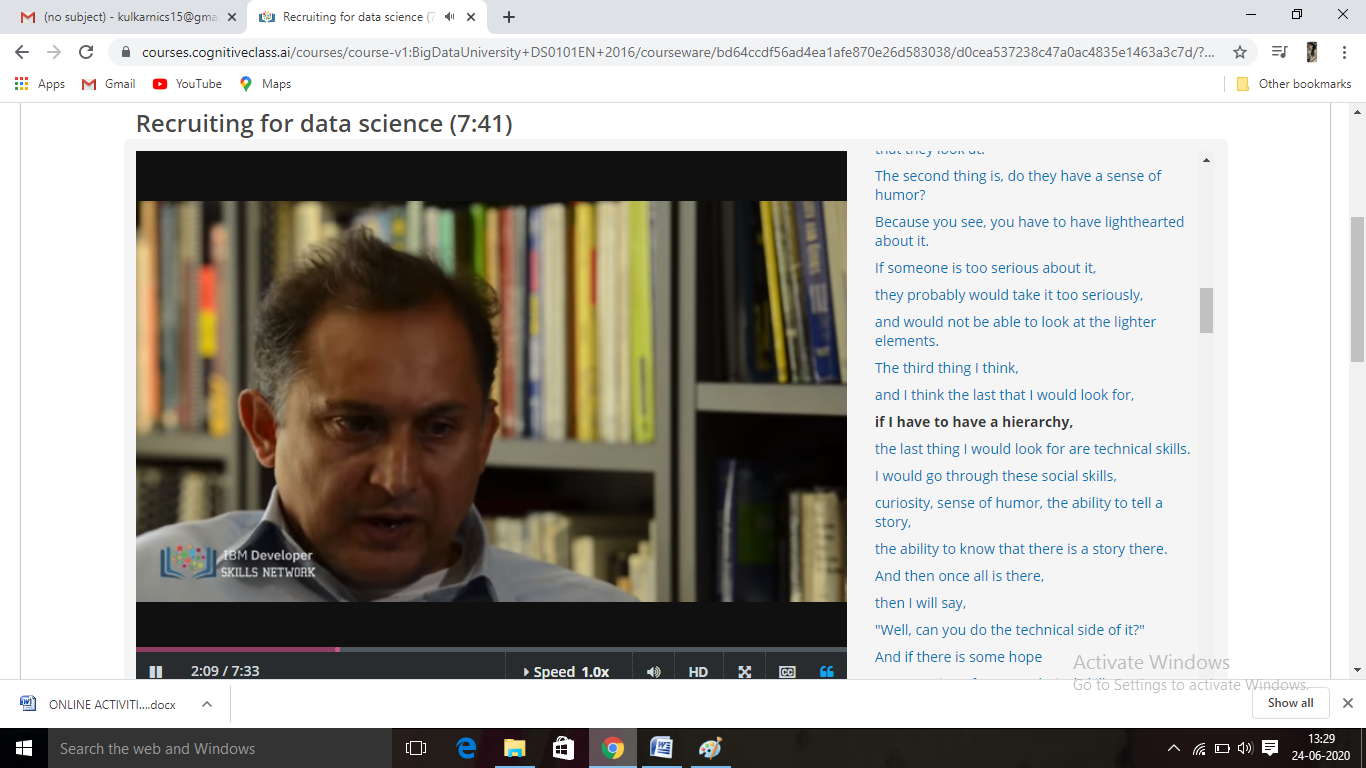 (no subject) - kulkarnics15@gma
Recruiting for data science (7
courses.cognitiveclass.ai/courses/course-v1:BigDataUniversity+DS0101EN+2016/courseware/bd64ccdf56ad4ea1afe870e26d583038/d0cea537238c47a0ac4835e1463a3c7d/?...
Apps Gmail YouTube Maps Other bookmarks
Recruiting for data science (7:41)
that they look at.
The second thing is, do they have a sense of
humor?
Because you see, you have to have lighthearted
about it.
If someone is too serious about it,
they probably would take it too seriously,
and would not be able to look at the lighter
elements.
The third thing I think,
and I think the last that I would look for,
if I have to have a hierarchy,
the last thing I would look for are technical skills.
I would go through these social skills,
curiosity, sense of humor, the ability to tell a
story,
the ability to know that there is a story there.
And then once all is there,
then I will say,
"Well, can you do the technical side of it?"
And if there is some hope
IBM Developer
SKILLS NETWORK
2:09 / 7:33 Speed 1.0x HD
Activate Windows
Go to Settings to activate Windows.
ONLINE ACTIVITI....docx
Show all
Search the web and Windows
13:29
24-06-2020